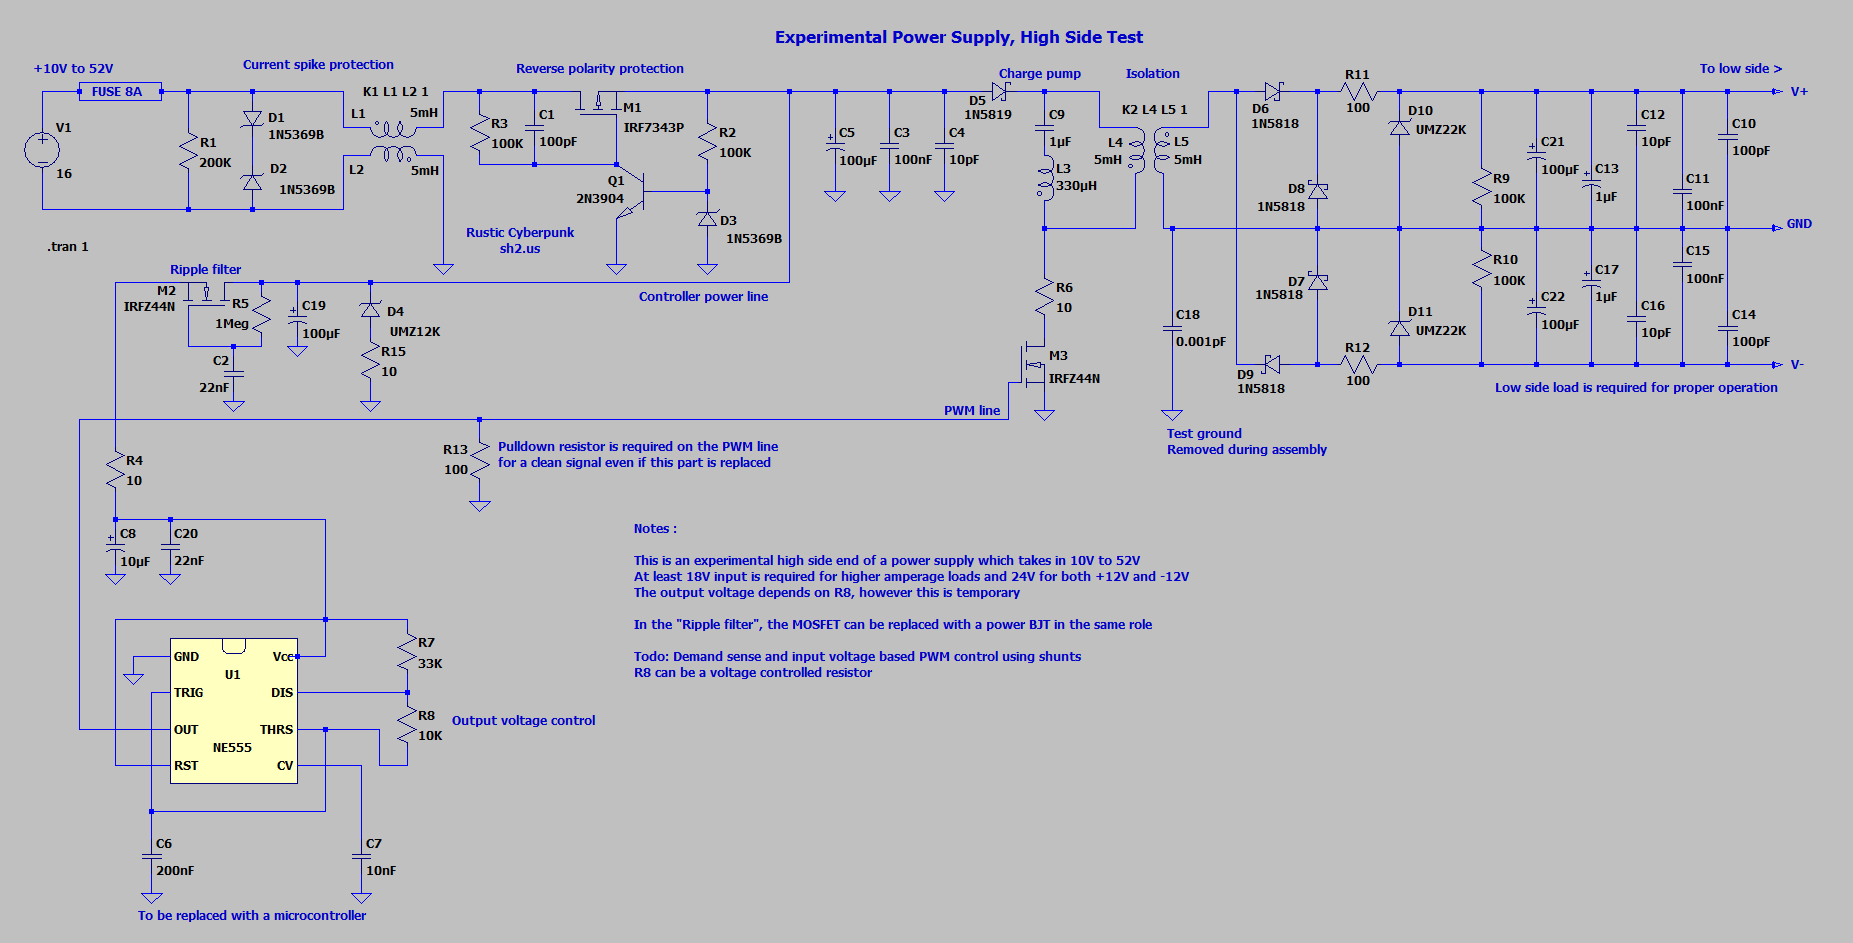 Experimental Power Supply, High Side Test
+10V to 52V
FUSE 8A
Current spike protection
Reverse polarity protection
Charge pump
Isolation
To low side >
V1
16
R1
200K
D1
1N5369B
D2
1N5369B
K1 L1 L2 1
L1
5mH
L2
5mH
R3
100K
C1
100pF
M1
IRF7343P
R2
100K
Q1
2N3904
D3
1N5369B
Rustic Cyberpunk
sh2.us
C5
100µF
C3
100nF
C4
10pF
D5
1N5819
C9
1µF
L3
330µH
K2 L4 L5 1
L4
5mH
L5
5mH
D6
1N5818
R11
100
D10
UMZ22K
D8
1N5818
R9
100K
C21
100µF
C13
1µF
C12
10pF
C11
100nF
C10
100pF
V+
GND
.tran 1
Ripple filter
M2
IRFZ44N
R5
1Meg
C19
100µF
D4
UMZ12K
R15
10
C2
22nF
Controller power line
R6
10
M3
IRFZ44N
C18
0.001pF
D7
1N5818
D11
UMZ22K
R10
100K
C22
100µF
C17
1µF
C16
10pF
C15
100nF
C14
100pF
D9
1N5818
R12
100
V-
Low side load is required for proper operation
PWM line
Test ground
Removed during assembly
R13
100
Pulldown resistor is required on the PWM line
for a clean signal even if this part is replaced
R4
10
C8
10µF
C20
22nF
Notes :
This is an experimental high side end of a power supply which takes in 10V to 52V
At least 18V input is required for higher amperage loads and 24V for both +12V and -12V
The output voltage depends on R8, however this is temporary
In the "Ripple filter", the MOSFET can be replaced with a power BJT in the same role
Todo: Demand sense and input voltage based PWM control using shunts
R8 can be a voltage controlled resistor
GND
Vcc
U1
TRIG
DIS
OUT
THRS
NE555
RST
CV
R7
33K
R8
10K
Output voltage control
C6
200nF
C7
10nF
To be replaced with a microcontroller